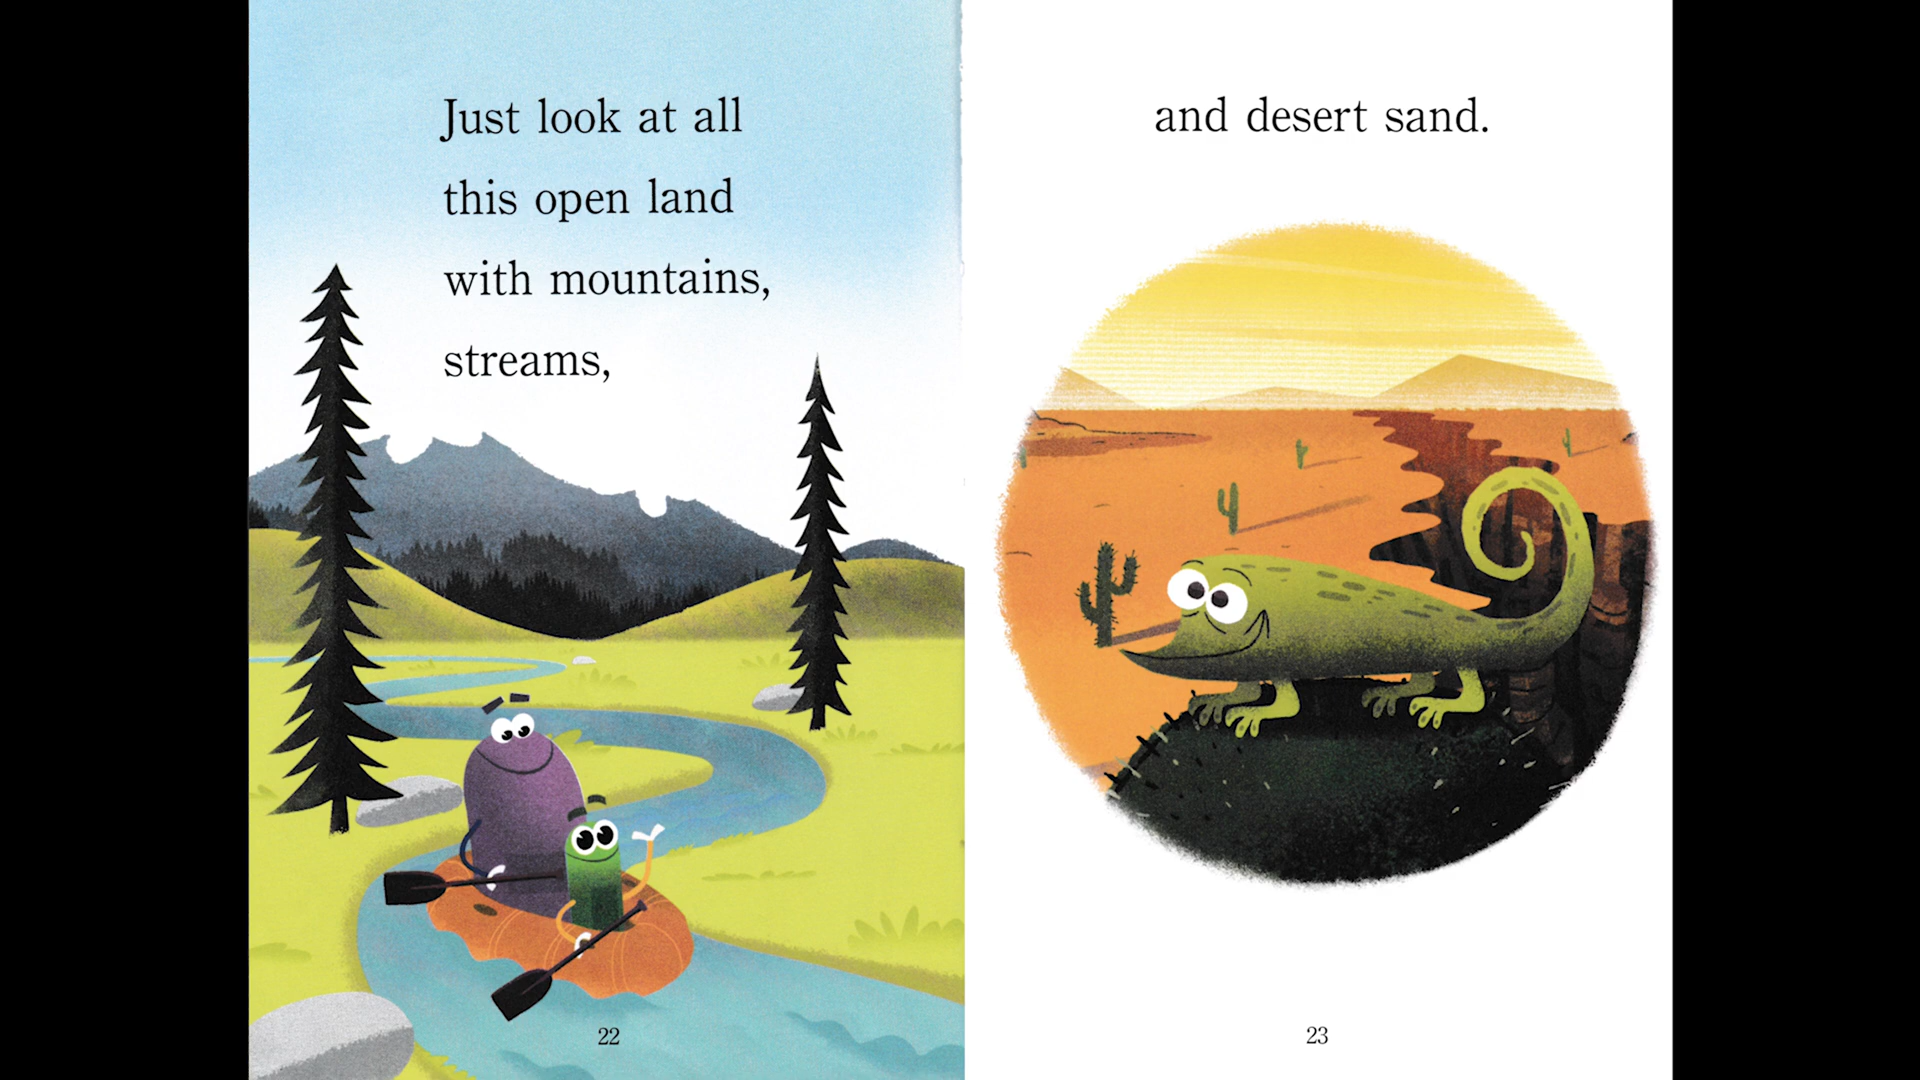 Just look at all
this open land
with mountains,
streams,
22
and desert sand.
23